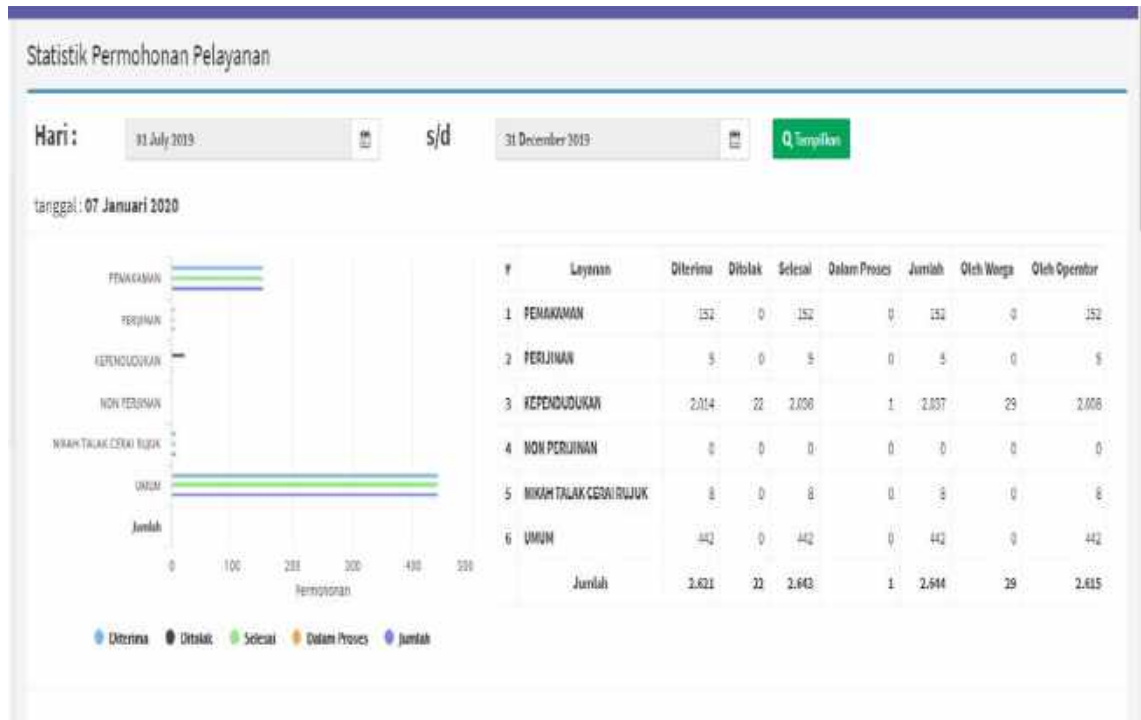 Statistik Permohonan Pelayanan
Hari : 01 July 2019 s/d 31 December 2019 Tampilkan
tanggal : 07 Januari 2020
PEMAKAMAN
PERIJINAN
KEPENDUDUKAN
NON PERIJINAN
NIKAH TALAK CERAI RUJUK
UMUM
Jumlah
0 100 200 300 400 500
Permohonan
Diterima Ditolak Selesai Dalam Proses Jumlah
# Layanan Diterima Ditolak Selesai Dalam Proses Jumlah Oleh Warga Oleh Operator
1 PEMAKAMAN 152 0 152 0 152 0 152
2 PERIJINAN 5 0 5 0 5 0 5
3 KEPENDUDUKAN 2.014 22 2.036 1 2.037 29 2.008
4 NON PERIJINAN 0 0 0 0 0 0 0
5 NIKAH TALAK CERAI RUJUK 8 0 8 0 8 0 8
6 UMUM 442 0 442 0 442 0 442
Jumlah 2.621 22 2.643 1 2.644 29 2.615